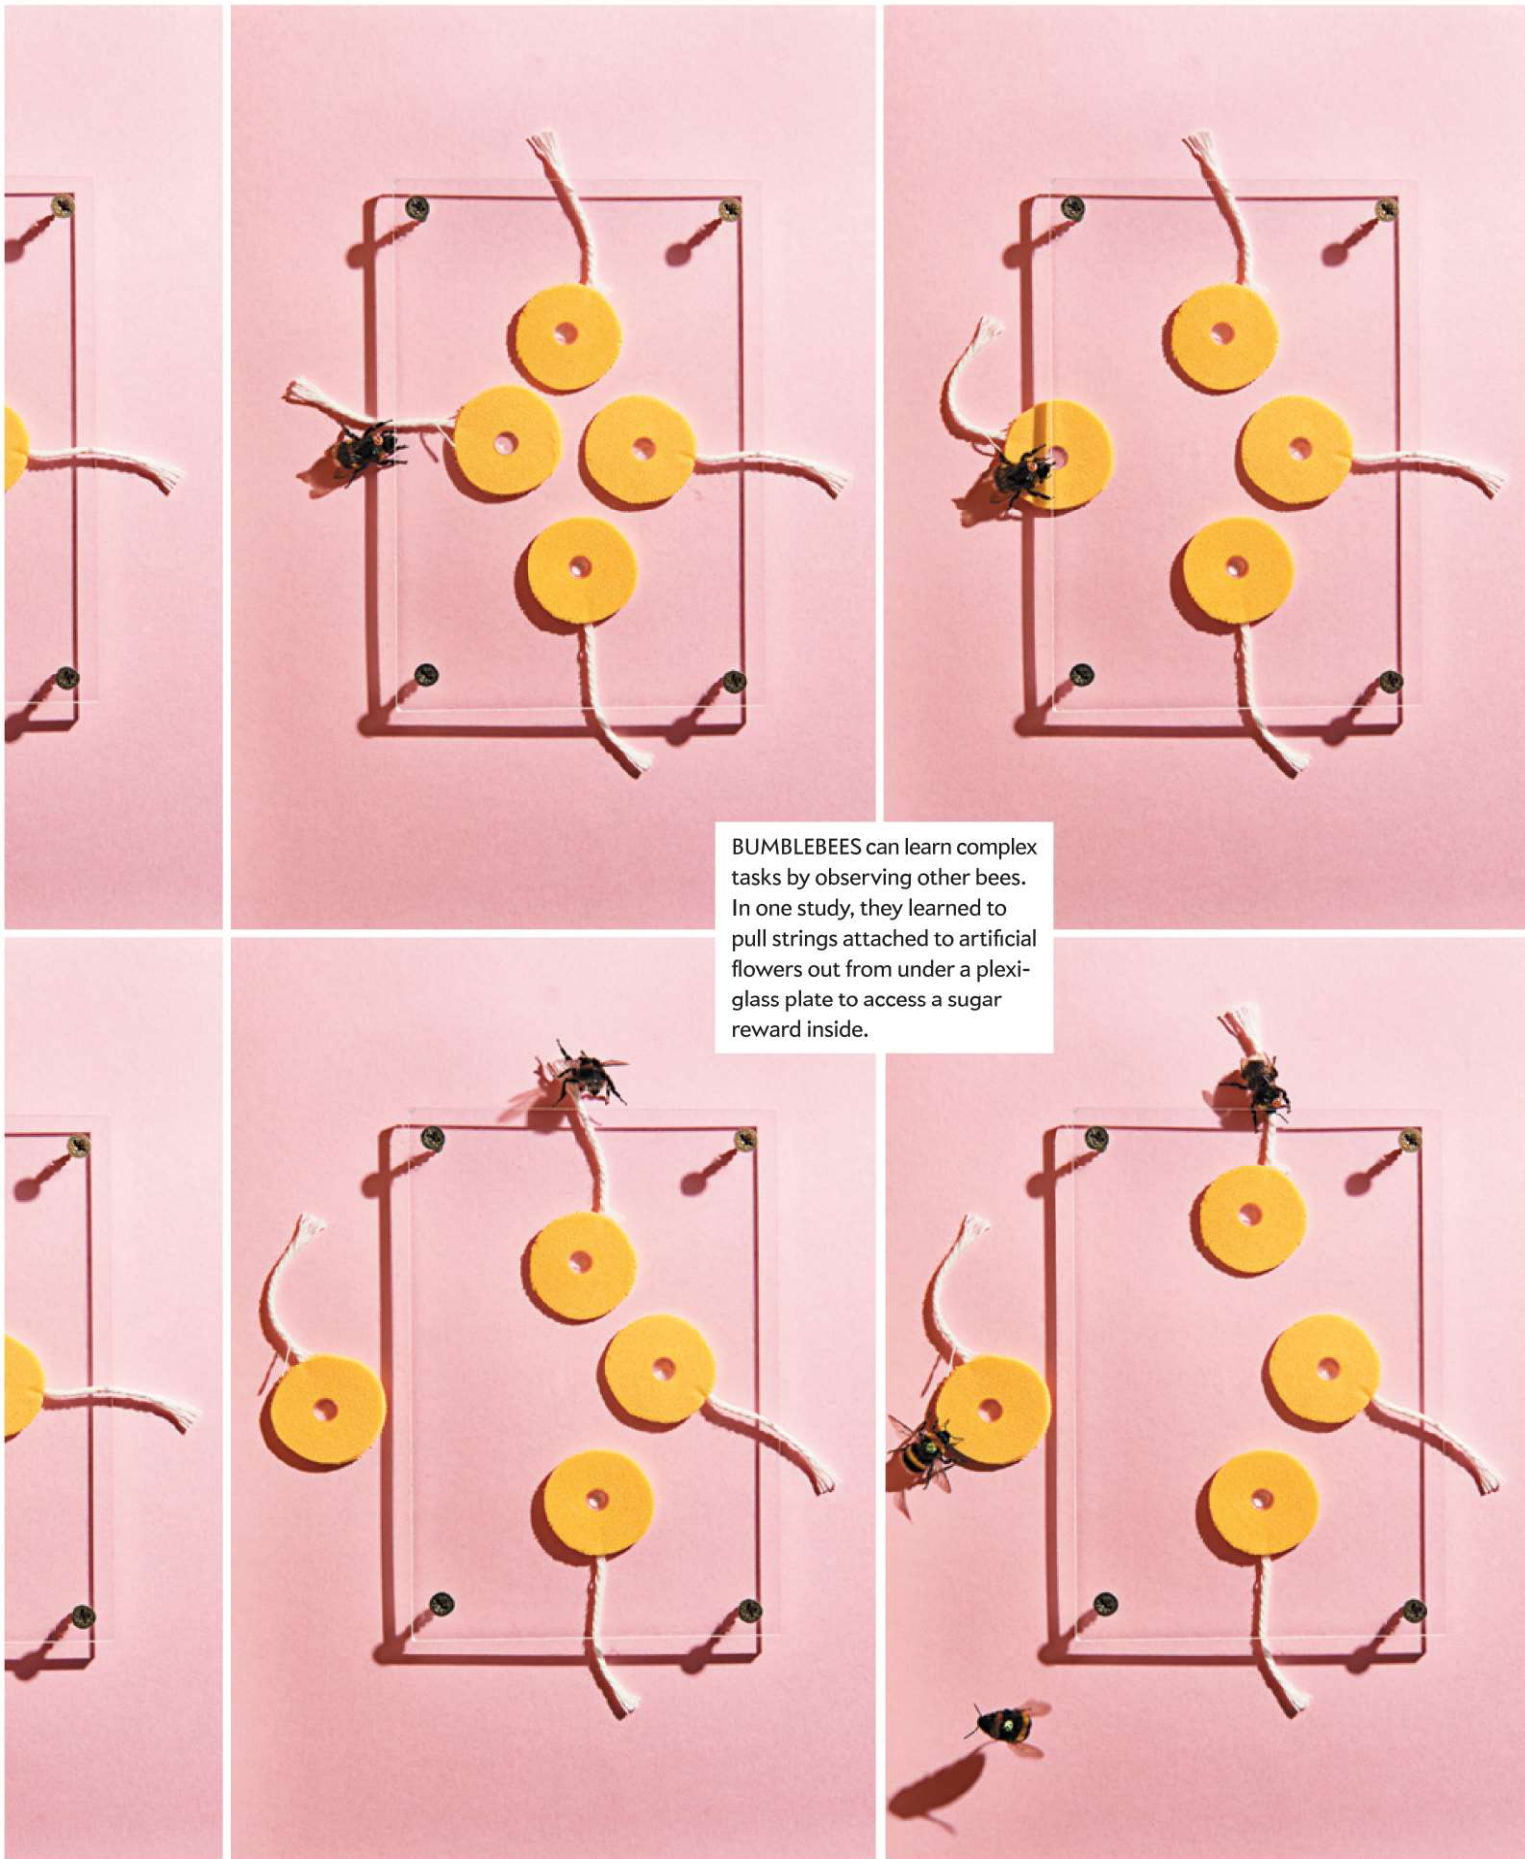 BUMBLEBEES can learn complex
tasks by observing other bees.
In one study, they learned to
pull strings attached to artificial
flowers out from under a plexi-
glass plate to access a sugar
reward inside.